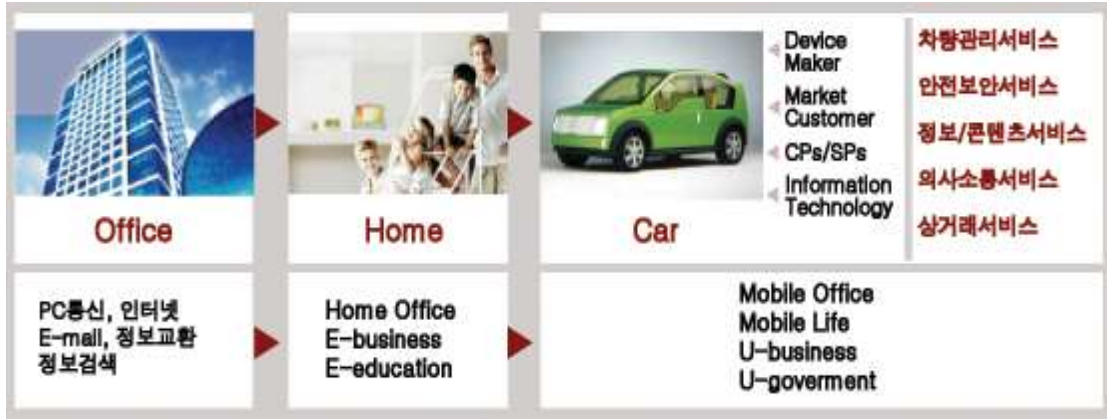 Office
Home
Car
Device
Maker
Market
Customer
CPs/SPs
Information
Technology
차량관리서비스
안전보안서비스
정보/콘텐츠서비스
의사소통서비스
상거래서비스
PC통신, 인터넷
E-mail, 정보교환
정보검색
Home Office
E-business
E-education
Mobile Office
Mobile Life
U-business
U-goverment